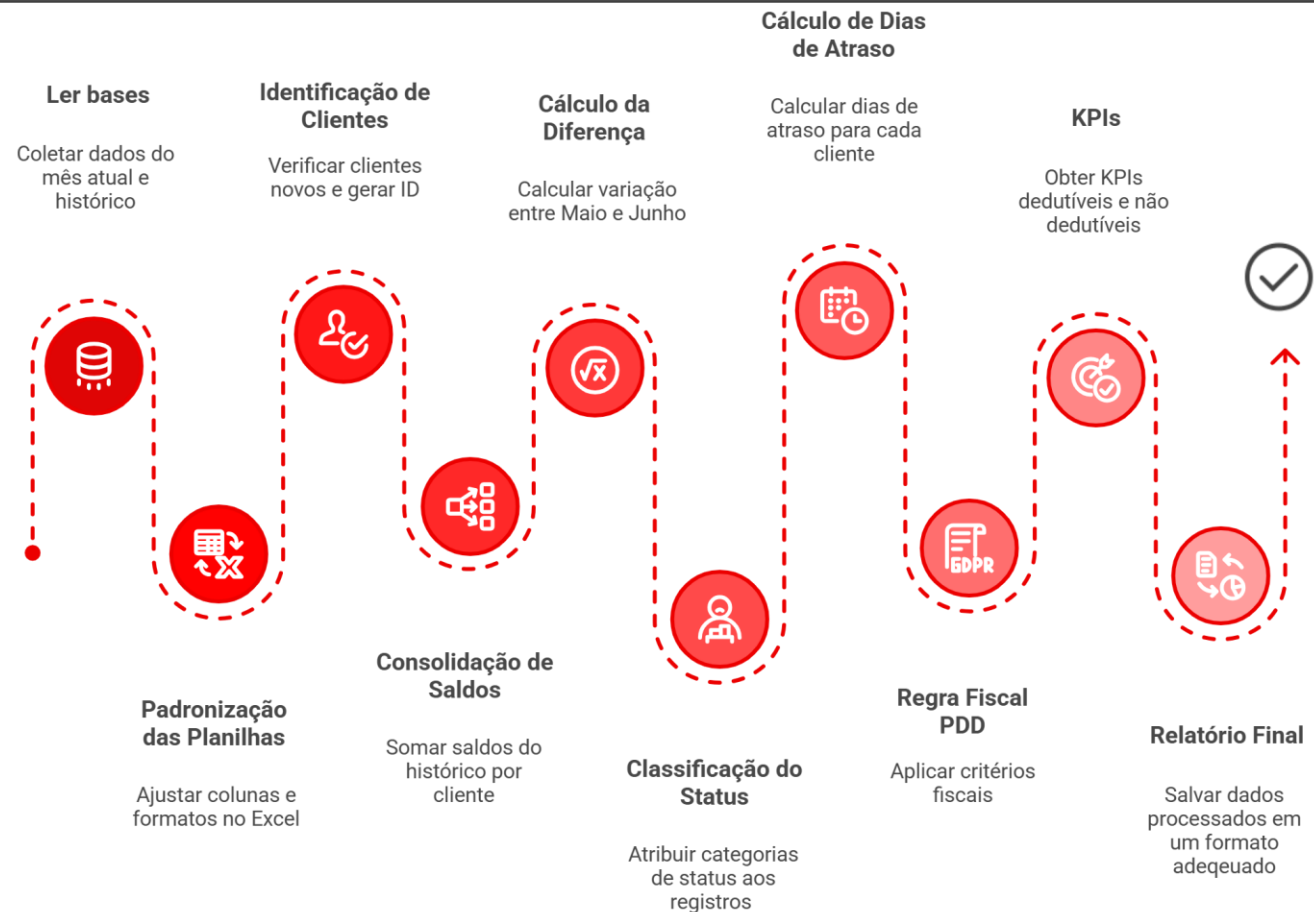 Ler bases
Coletar dados do
mês atual e
histórico
Padronização
das Planilhas
Ajustar colunas e
formatos no Excel
Identificação de
Clientes
Verificar clientes
novos e gerar ID
Consolidação de
Saldos
Somar saldos do
histórico por
cliente
Cálculo da
Diferença
Calcular variação
entre Maio e Junho
√x
Classificação do
Status
Atribuir categorias
de status aos
registros
Cálculo de Dias
de Atraso
Calcular dias de
atraso para cada
cliente
GDPR
Regra Fiscal
PDD
Aplicar critérios
fiscais
KPIs
Obter KPIs
dedutíveis e não
dedutíveis
Relatório Final
Salvar dados
processados em
um formato
adeqeuado